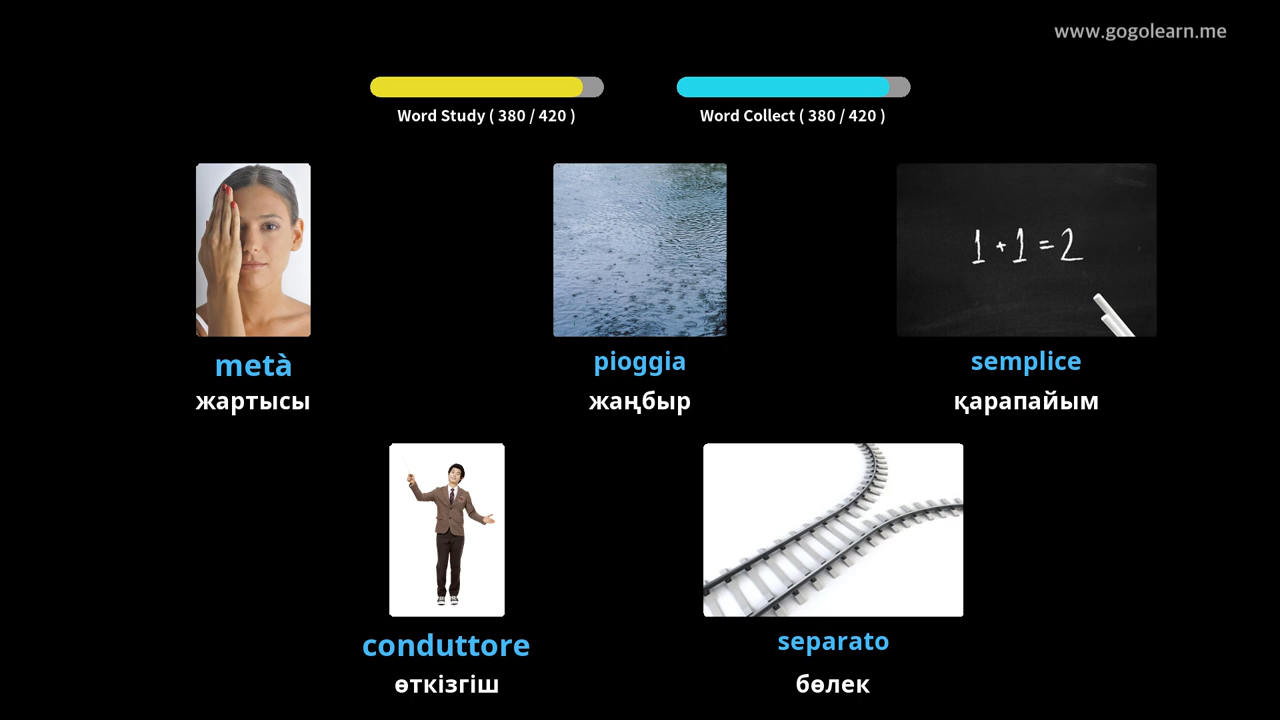 www.gogolearn.me
Word Study ( 380 / 420 )
Word Collect ( 380 / 420 )
1 + 1 = 2
metà
жартысы
pioggia
жаңбыр
semplice
қарапайым
conduttore
өткізгіш
separato
бөлек